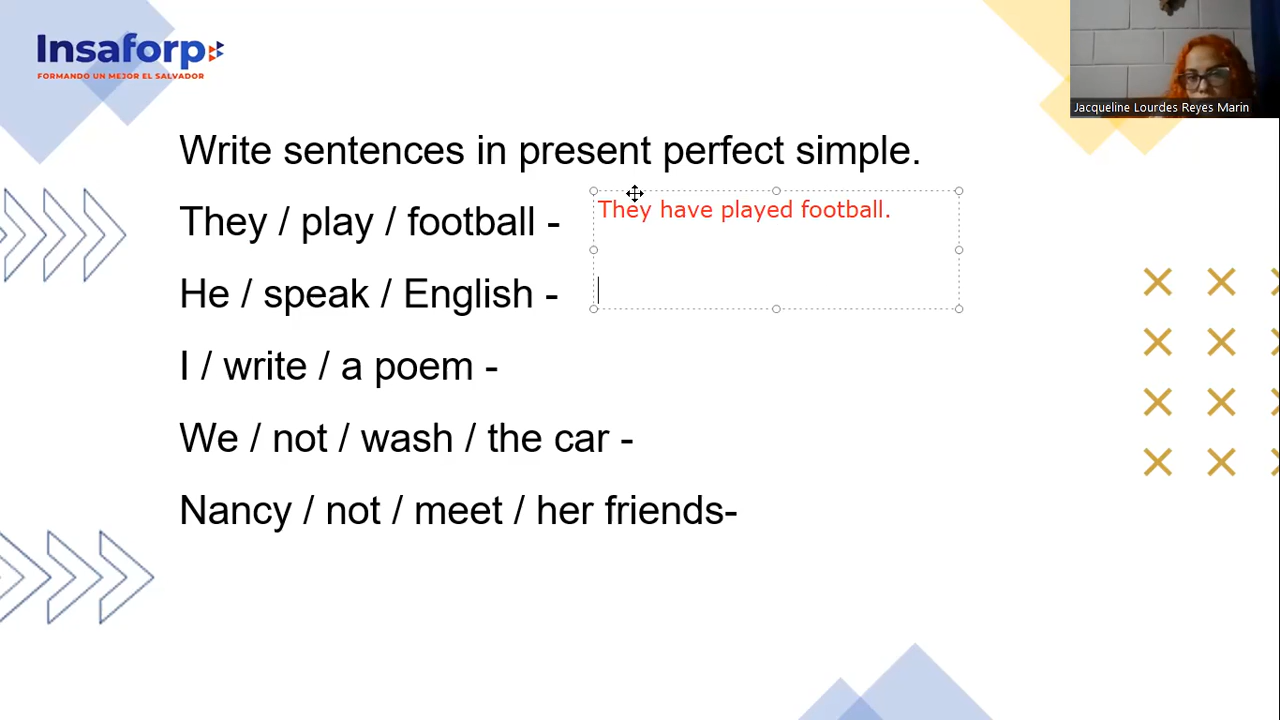 Insaforp
FORMANDO UN MEJOR EL SALVADOR
Jacqueline Lourdes Reyes Marin
Write sentences in present perfect simple.
They / play / football -
They have played football.
He / speak / English -
I / write / a poem -
We / not / wash / the car -
Nancy / not / meet / her friends-